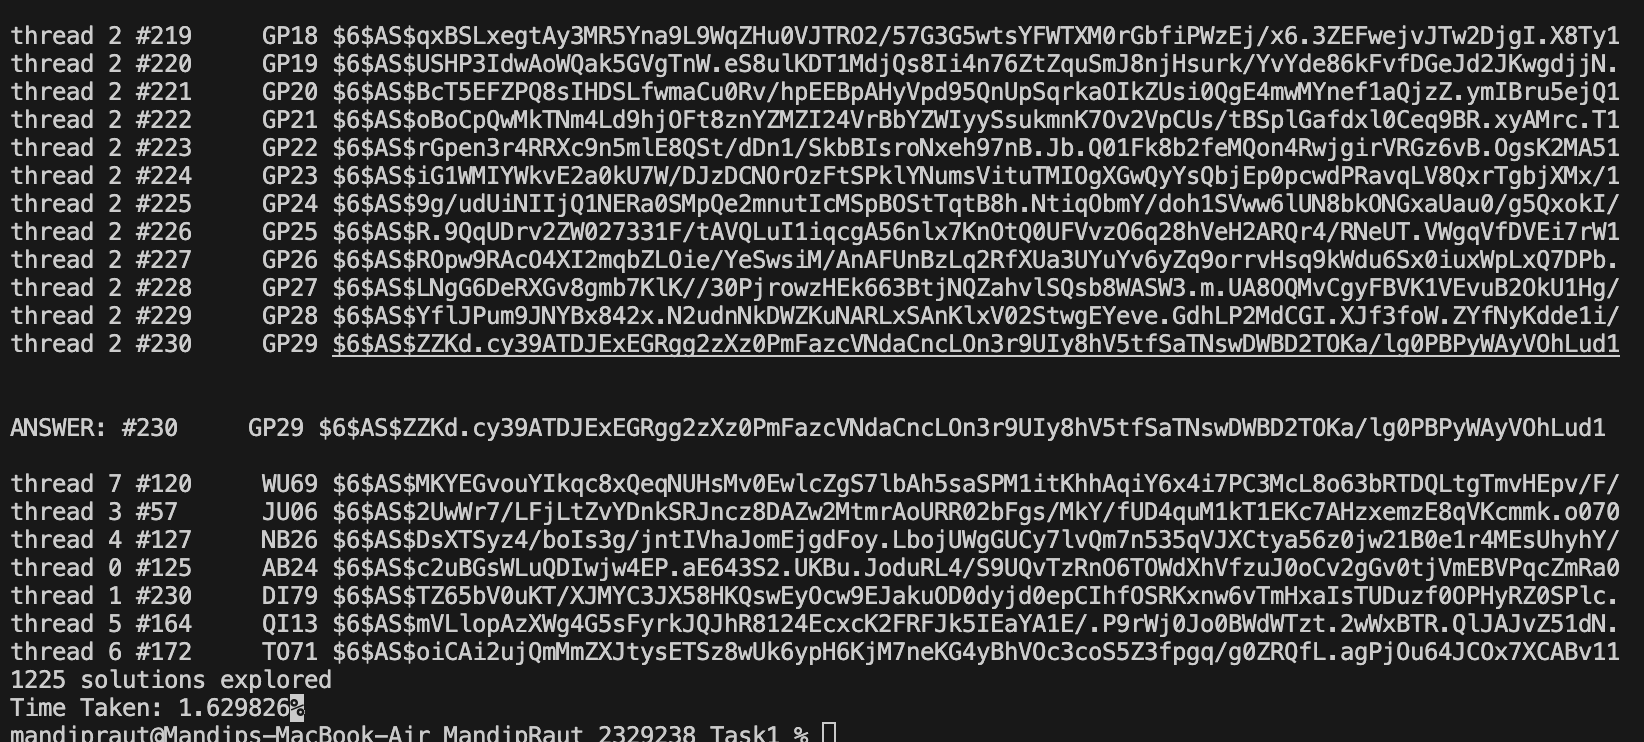 thread 2 #219     GP18 $6$AS$qxBSLxegtAy3MR5Yna9L9WqZHu0VJTRO2/57G3G5wtsYFWTXM0rGbfiPWzEj/x6.3ZEFwejvJTw2DjgI.X8Ty1
thread 2 #220     GP19 $6$AS$USHP3IdwAoWQak5GVgTnW.eS8ulKDT1MdjQs8Ii4n76ZtZquSmJ8njHsurk/YvYde86kFvfDGeJd2JKwgdjjN.
thread 2 #221     GP20 $6$AS$BcT5EFZPQ8sIHDSLfwmaCu0Rv/hpEEBpAHyVpd95QnUpSqrkaOIkZUsi0QgE4mwMYnef1aQjzZ.ymIBru5ejQ1
thread 2 #222     GP21 $6$AS$oBoCpQwMkTNm4Ld9hjOFt8znYZMZI24VrBbYZWIyySsukmnK7Ov2VpCUs/tBSplGafdxl0Ceq9BR.xyAMrc.T1
thread 2 #223     GP22 $6$AS$rGpen3r4RRXc9n5mlE8QSt/dDn1/SkbBIsroNxeh97nB.Jb.Q01Fk8b2feMQon4RwjgirVRGz6vB.OgsK2MA51
thread 2 #224     GP23 $6$AS$iG1WMIYWkvE2a0kU7W/DJzDCNOrOzFtSPklYNumsVituTMIOgXGwQyYsQbjEp0pcwdPRavqLV8QxrTgbjXMx/1
thread 2 #225     GP24 $6$AS$9g/udUiNIIjQ1NERa0SMpQe2mnutIcMSpBOStTqtB8h.NtiqObmY/doh1SVww6lUN8bkONGxaUau0/g5QxokI/
thread 2 #226     GP25 $6$AS$R.9QqUDrv2ZW027331F/tAVQLuI1iqcgA56nlx7KnOtQ0UFVvzO6q28hVeH2ARQr4/RNeUT.VWgqVfDVEi7rW1
thread 2 #227     GP26 $6$AS$ROpw9RAcO4XI2mqbZLOie/YeSwsiM/AnAFUnBzLq2RfXUa3UYuYv6yZq9orrvHsq9kWdu6Sx0iuxWpLxQ7DPb.
thread 2 #228     GP27 $6$AS$LNgG6DeRXGv8gmb7KlK//30PjrowzHEk663BtjNQZahvlSQsb8WASW3.m.UA8OQMvCgyFBVK1VEvuB2OkU1Hg/
thread 2 #229     GP28 $6$AS$YflJPum9JNYBx842x.N2udnNkDWZKuNARLxSAnKlxV02StwgEYeve.GdhLP2MdCGI.XJf3foW.ZYfNyKdde1i/
thread 2 #230     GP29 $6$AS$ZZKd.cy39ATDJExEGRgg2zXz0PmFazcVNdaCncLOn3r9UIy8hV5tfSaTNswDWBD2TOKa/lg0PBPyWAyVOhLud1
ANSWER: #230     GP29 $6$AS$ZZKd.cy39ATDJExEGRgg2zXz0PmFazcVNdaCncLOn3r9UIy8hV5tfSaTNswDWBD2TOKa/lg0PBPyWAyVOhLud1
thread 7 #120     WU69 $6$AS$MKYEGvouYIkqc8xQeqNUHsMv0EwlcZgS7lbAh5saSPM1itKhhAqiY6x4i7PC3McL8o63bRTDQLtgTmvHEpv/F/
thread 3 #57      JU06 $6$AS$2UwWr7/LFjLtZvYDnkSRJncz8DAZw2MtmrAoURR02bFgs/MkY/fUD4quM1kT1EKc7AHzxemzE8qVKcmmk.o070
thread 4 #127     NB26 $6$AS$DsXTSyz4/boIs3g/jntIVhaJomEjgdFoy.LbojUWgGUCy7lvQm7n535qVJXCtya56z0jw21B0e1r4MEsUhyhY/
thread 0 #125     AB24 $6$AS$c2uBGsWLuQDIwjw4EP.aE643S2.UKBu.JoduRL4/S9UQvTzRnO6TOWdXhVfzuJ0oCv2gGv0tjVmEBVPqcZmRa0
thread 1 #230     DI79 $6$AS$TZ65bV0uKT/XJMYC3JX58HKQswEyOcw9EJakuOD0dyjd0epCIhfOSRKxnw6vTmHxaIsTUDuzf0OPHyRZ0SPlc.
thread 5 #164     QI13 $6$AS$mVLlopAzXWg4G5sFyrkJQJhR8124EcxcK2FRFJk5IEaYA1E/.P9rWj0Jo0BWdWTzt.2wWxBTR.QlJAJvZ51dN.
thread 6 #172     TO71 $6$AS$oiCAi2ujQmMmZXJtysETSz8wUk6ypH6KjM7neKG4yBhVOc3coS5Z3fpgq/g0ZRQfL.agPjOu64JCOx7XCABv11
1225 solutions explored
Time Taken: 1.629826%
mandipraut@Mandips-MacBook-Air MandipRaut_2329238_Task1 %